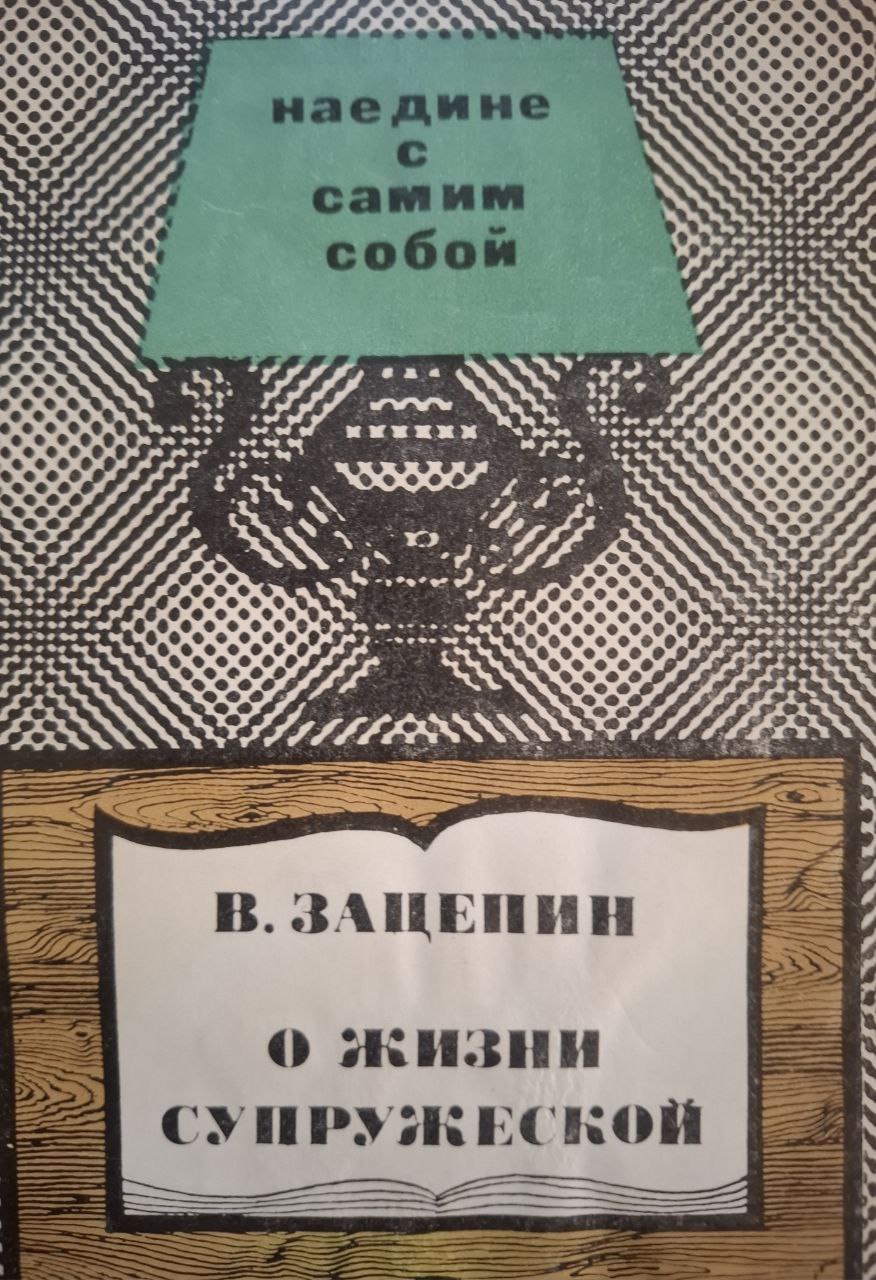 наедине
с
самим
собой
В. ЗАЦЕПИН
О ЖИЗНИ
СУПРУЖЕСКОЙ